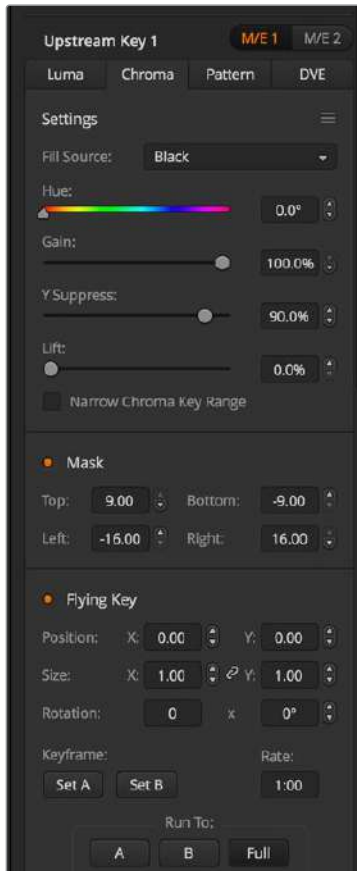 Upstream Key 1 M/E 1 M/E 2
Luma Chroma Pattern DVE
Settings
Fill Source: Black
Hue:
0.0°
Gain:
100.0%
Y Suppress:
90.0%
Lift:
0.0%
Narrow Chroma Key Range
Mask
Top: 9.00 Bottom: -9.00
Left: -16.00 Right: 16.00
Flying Key
Position: X: 0.00 Y: 0.00
Size: X: 1.00 Y: 1.00
Rotation: 0 x 0°
Keyframe: Rate:
Set A Set B 1:00
Run To:
A B Full